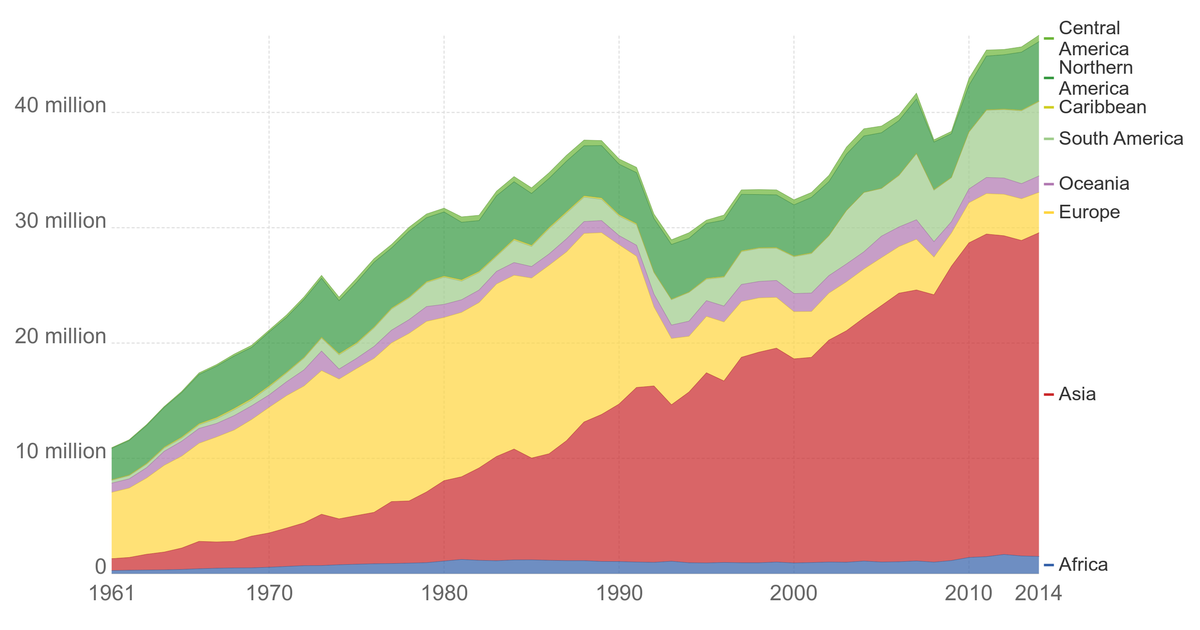 40 million
30 million
20 million
10 million
0
1961
1970
1980
1990
2000
2010
2014
Central
America
Northern
America
Caribbean
South America
Oceania
Europe
Asia
Africa